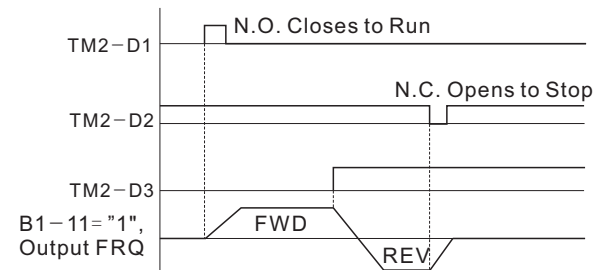 N.O. Closes to Run
TM2-D1
N.C. Opens to Stop
TM2-D2
TM2-D3
B1-11= "1",
Output FRQ
FWD
REV